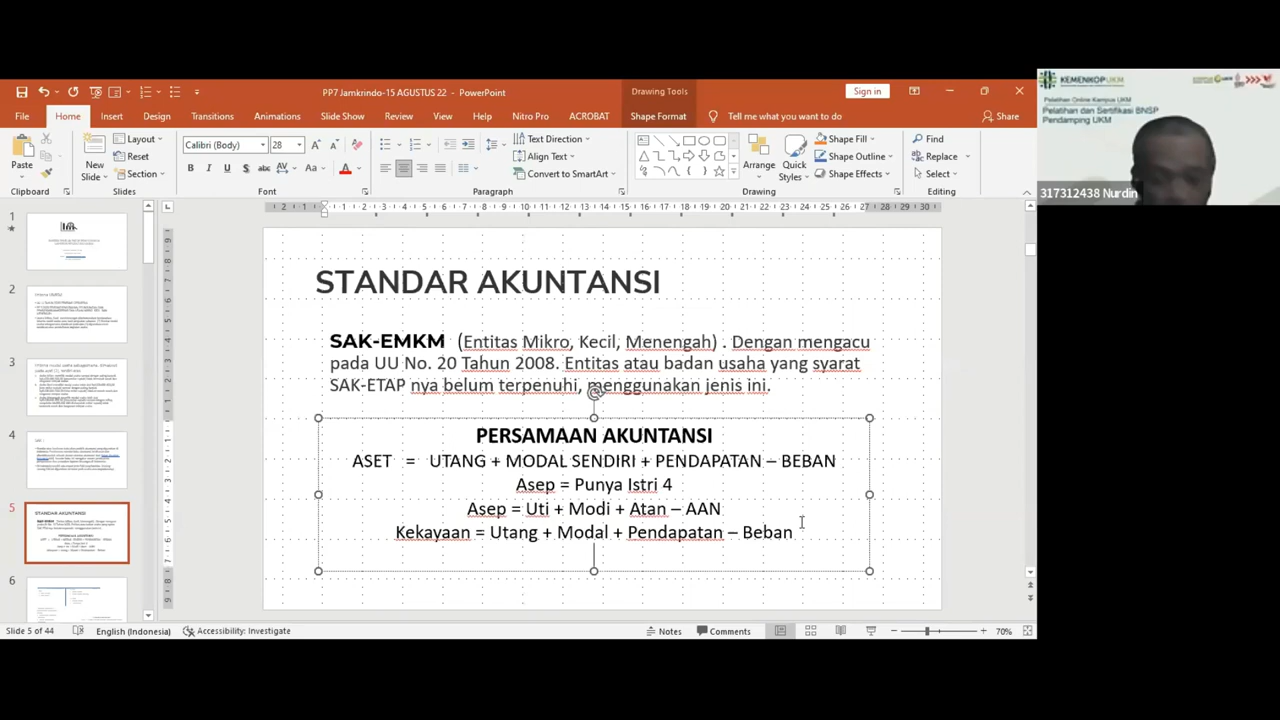 PP7 Jamkrindo-15 AGUSTUS 22 - PowerPoint
Drawing Tools
Sign in
File Home Insert Design Transitions Animations Slide Show Review View Help Nitro Pro ACROBAT Shape Format Tell me what you want to do Share
Paste
Clipboard
New
Slide
Layout
Reset
Section
Slides
Calibri (Body) 28
Font
Text Direction
Align Text
Convert to SmartArt
Paragraph
Arrange
Quick
Styles
Shape Fill
Shape Outline
Shape Effects
Drawing
Find
Replace
Select
Editing
KEMENKOPUKM
Pelatihan Online Kampus UKM
Pelatihan dan Sertifikasi BNSP
Pendamping UKM
317312438 Nurdin
1
2
3
4
5
6
STANDAR AKUNTANSI
SAK-EMKM (Entitas Mikro, Kecil, Menengah) . Dengan mengacu
pada UU No. 20 Tahun 2008. Entitas atau badan usaha yang syarat
SAK-ETAP nya belum terpenuhi, menggunakan jenis ini.
PERSAMAAN AKUNTANSI
ASET = UTANG + MODAL SENDIRI + PENDAPATAN – BEBAN
Asep = Punya Istri 4
Asep = Uti + Modi + Atan – AAN
Kekayaan = Utang + Modal + Pendapatan – Beban
Slide 5 of 44 English (Indonesia) Accessibility: Investigate Notes Comments 70%